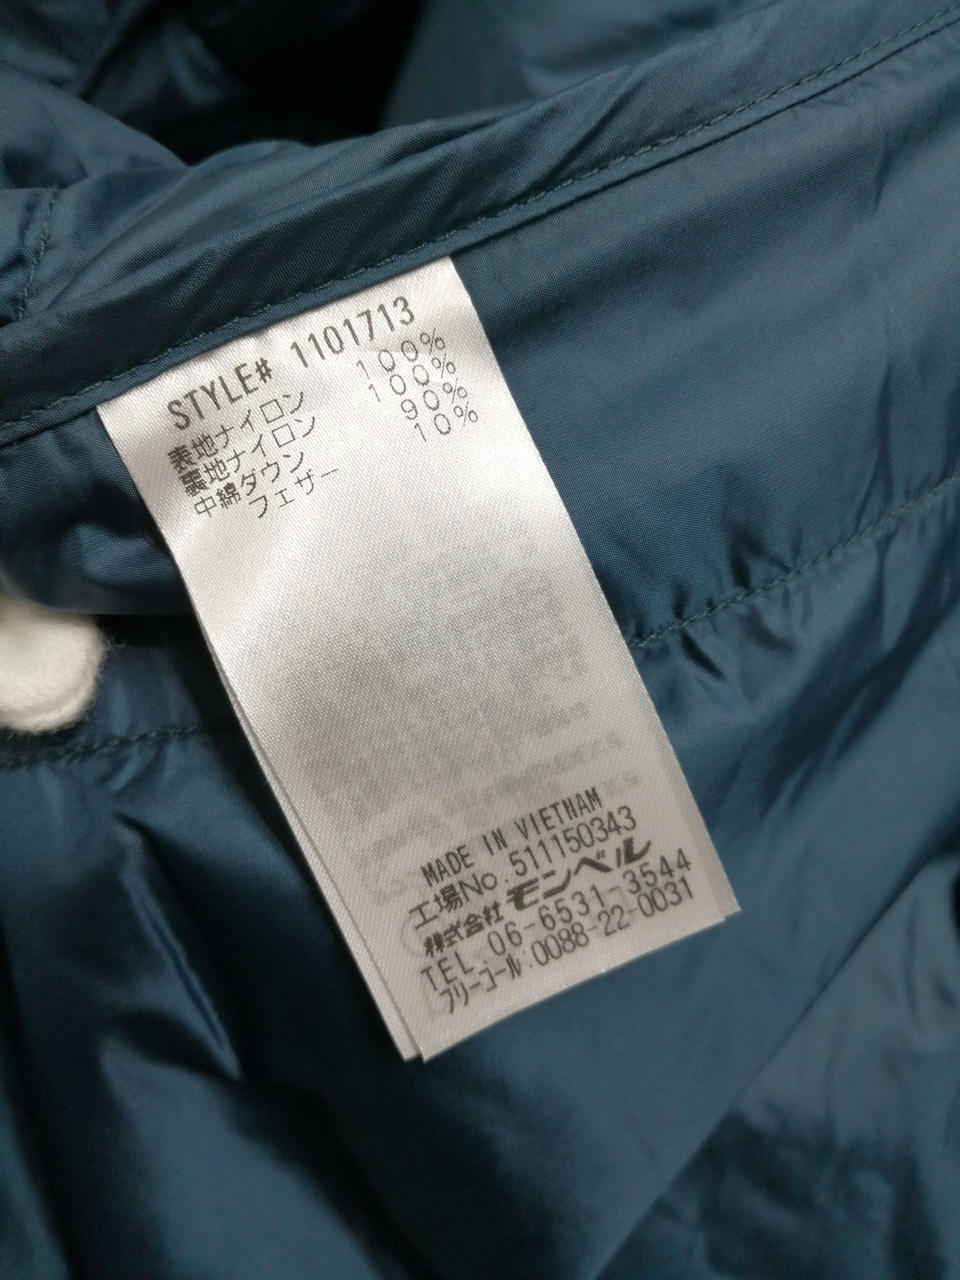 STYLE# 1101713
表地ナイロン 100%
裏地ナイロン 100%
中綿ダウン 90%
フェザー 10%
MADE IN VIETNAM
工場No.511150343
株式会社モンベル
TEL.06-6531-3544
フリーコール:0088-22-0031